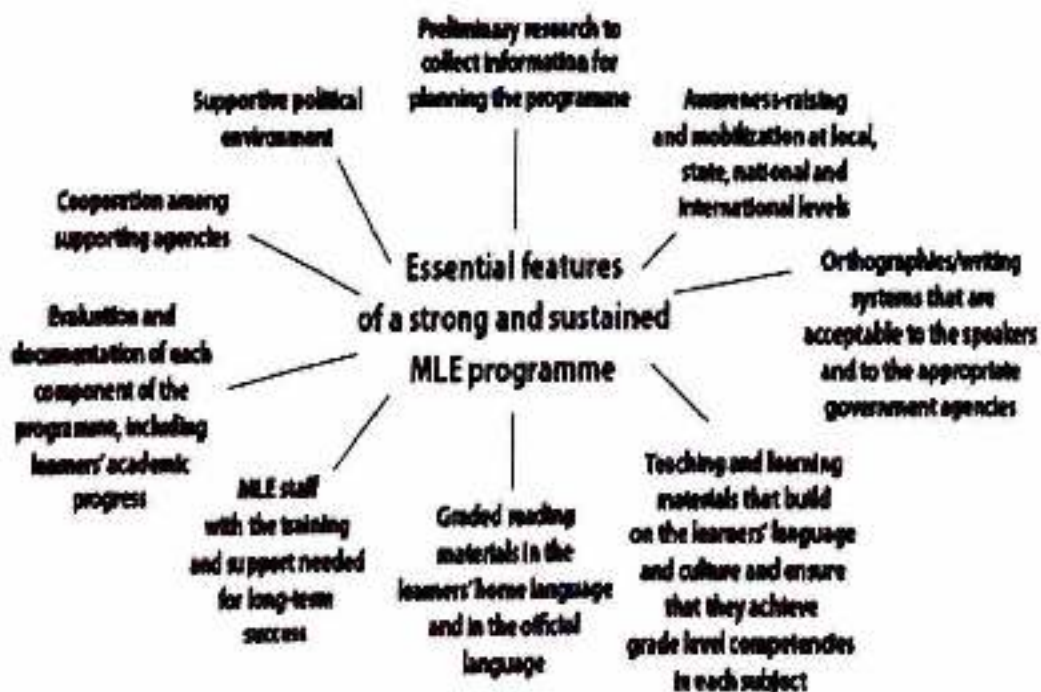 Preliminary research to
collect information for
planning the programme
Awareness-raising
and mobilization at local,
state, national and
international levels
Orthographies/writing
systems that are
acceptable to the speakers
and to the appropriate
government agencies
Teaching and learning
materials that build
on the learners' language
and culture and ensure
that they achieve
grade level competencies
in each subject
Graded reading
materials in the
learners' home language
and in the official
language
MLE staff
with the training
and support needed
for long-term
success
Evaluation and
documentation of each
component of the
programme, including
learners' academic
progress
Cooperation among
supporting agencies
Supportive political
environment
Essential features
of a strong and sustained
MLE programme